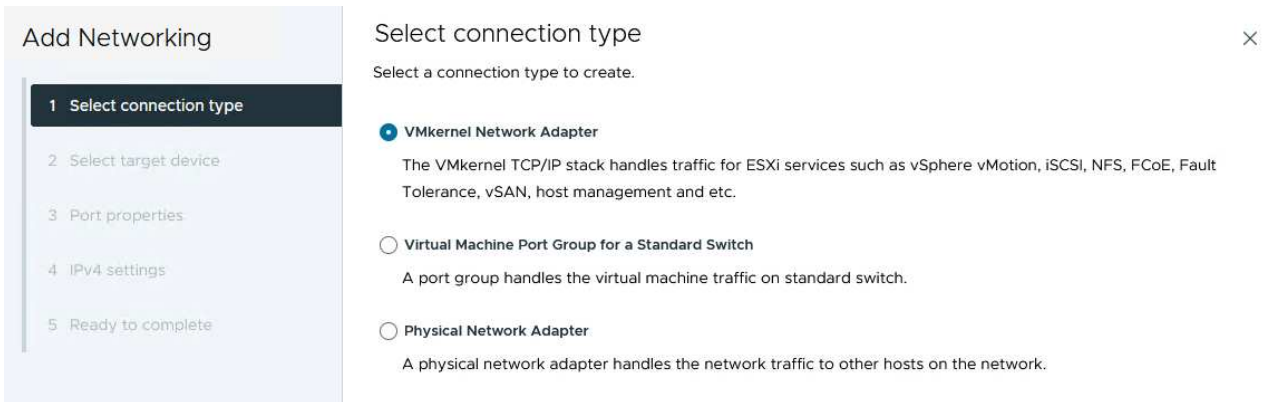 Add Networking
1 Select connection type
2 Select target device
3 Port properties
4 IPv4 settings
5 Ready to complete
Select connection type
Select a connection type to create.
VMkernel Network Adapter
The VMkernel TCP/IP stack handles traffic for ESXi services such as vSphere vMotion, iSCSI, NFS, FCoE, Fault
Tolerance, vSAN, host management and etc.
Virtual Machine Port Group for a Standard Switch
A port group handles the virtual machine traffic on standard switch.
Physical Network Adapter
A physical network adapter handles the network traffic to other hosts on the network.